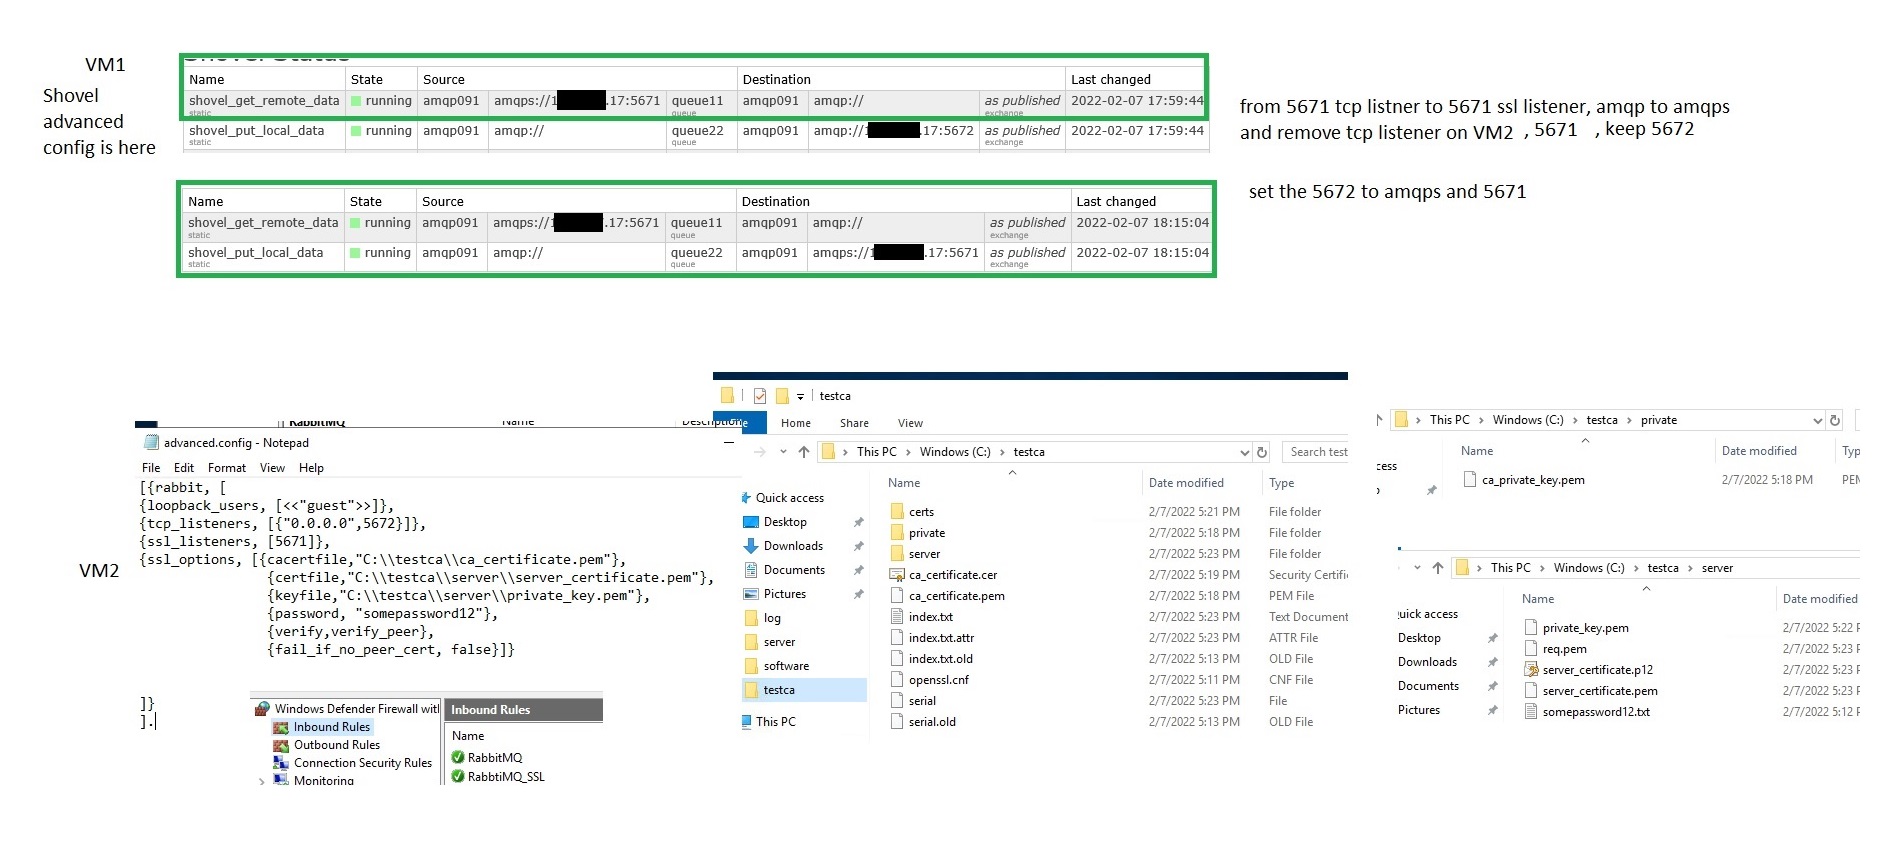 VM1
Shovel
advanced
config is here
Name State Source Destination Last changed
shovel_get_remote_data running amqp091 amqps://1 .17:5671 queue11 amqp091 amqp:// as published 2022-02-07 17:59:44
static queue exchange
shovel_put_local_data running amqp091 amqp:// queue22 amqp091 amqp://1 .17:5672 as published 2022-02-07 17:59:44
static queue exchange
from 5671 tcp listner to 5671 ssl listener, amqp to amqps
and remove tcp listener on VM2 , 5671 , keep 5672
Name State Source Destination Last changed
shovel_get_remote_data running amqp091 amqps://1 .17:5671 queue11 amqp091 amqp:// as published 2022-02-07 18:15:04
static queue exchange
shovel_put_local_data running amqp091 amqp:// queue22 amqp091 amqps://1 .17:5671 as published 2022-02-07 18:15:04
static queue exchange
set the 5672 to amqps and 5671
VM2
RabbitMQ Name Description
advanced.config - Notepad
File Edit Format View Help
[{rabbit, [
{loopback_users, [<<"guest">>]},
{tcp_listeners, [{"0.0.0.0",5672}]},
{ssl_listeners, [5671]},
{ssl_options, [{cacertfile,"C:\\testca\\ca_certificate.pem"},
{certfile,"C:\\testca\\server\\server_certificate.pem"},
{keyfile,"C:\\testca\\server\\private_key.pem"},
{password, "somepassword12"},
{verify,verify_peer},
{fail_if_no_peer_cert, false}]}
]}
].
Windows Defender Firewall with
Inbound Rules
Outbound Rules
Connection Security Rules
Monitoring
Inbound Rules
Name
RabbitMQ
RabbtiMQ_SSL
testca
File Home Share View
This PC > Windows (C:) > testca
Search test
Quick access
Desktop
Downloads
Documents
Pictures
log
server
software
testca
This PC
Name Date modified Type
certs 2/7/2022 5:21 PM File folder
private 2/7/2022 5:18 PM File folder
server 2/7/2022 5:23 PM File folder
ca_certificate.cer 2/7/2022 5:19 PM Security Certifi
ca_certificate.pem 2/7/2022 5:18 PM PEM File
index.txt 2/7/2022 5:23 PM Text Document
index.txt.attr 2/7/2022 5:23 PM ATTR File
index.txt.old 2/7/2022 5:13 PM OLD File
openssl.cnf 2/7/2022 5:11 PM CNF File
serial 2/7/2022 5:23 PM File
serial.old 2/7/2022 5:13 PM OLD File
This PC > Windows (C:) > testca > private
Name Date modified Typ
cess
ca_private_key.pem 2/7/2022 5:18 PM PEM
This PC > Windows (C:) > testca > server
Name Date modified
uick access
Desktop
Downloads
Documents
Pictures
private_key.pem 2/7/2022 5:22 P
req.pem 2/7/2022 5:23 P
server_certificate.p12 2/7/2022 5:23 P
server_certificate.pem 2/7/2022 5:23 P
somepassword12.txt 2/7/2022 5:12 P